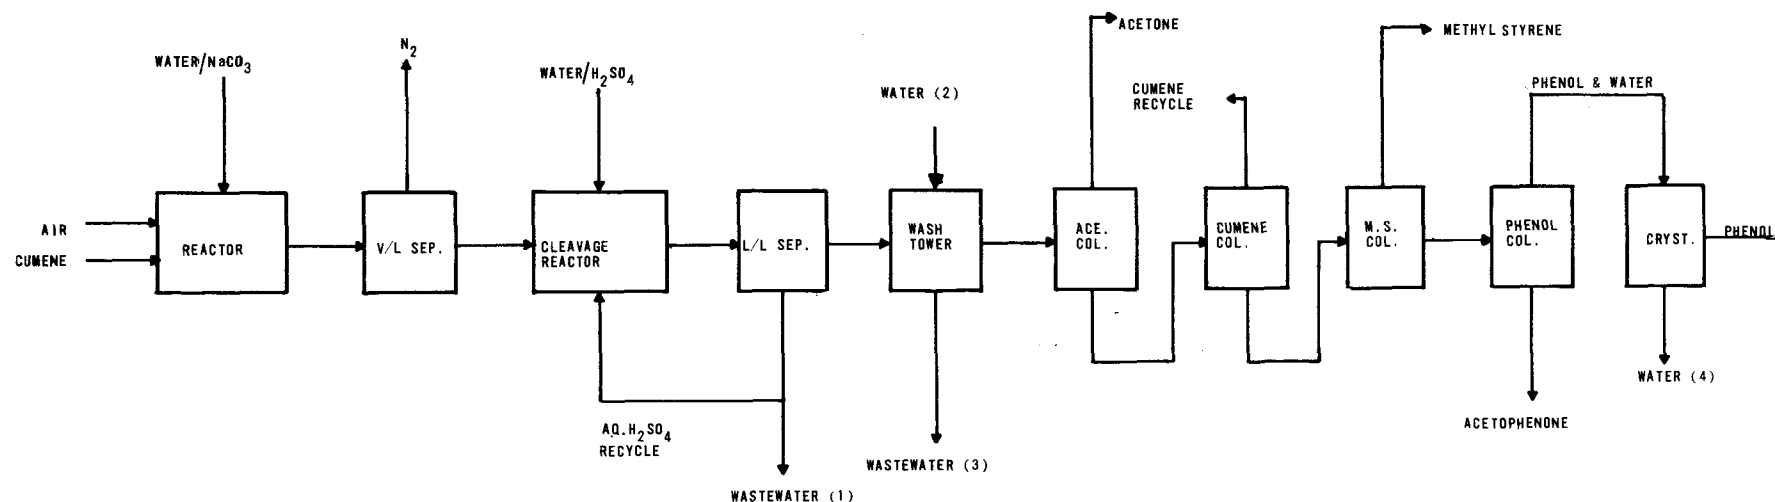 ACETONE
METHYL STYRENE
N2
WATER/NaCO3
WATER/H2SO4
WATER (2)
CUMENE
RECYCLE
PHENOL & WATER
AIR
CUMENE
REACTOR
V/L SEP.
CLEAVAGE
REACTOR
L/L SEP.
WASH
TOWER
ACE.
COL.
CUMENE
COL.
M.S.
COL.
PHENOL
COL.
CRYST.
PHENOL
WATER (4)
AQ.H2SO4
RECYCLE
ACETOPHENONE
WASTEWATER (3)
WASTEWATER (1)